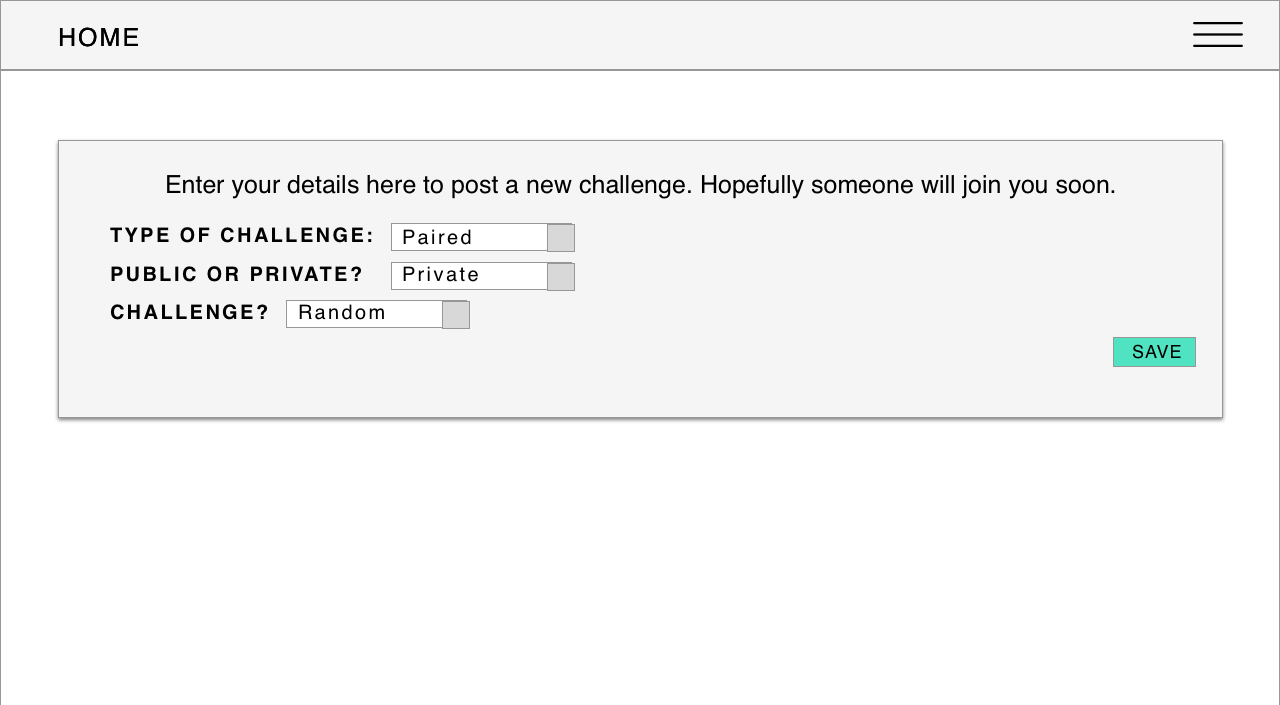 HOME
Enter your details here to post a new challenge. Hopefully someone will join you soon.
TYPE OF CHALLENGE: Paired
PUBLIC OR PRIVATE? Private
CHALLENGE? Random
SAVE